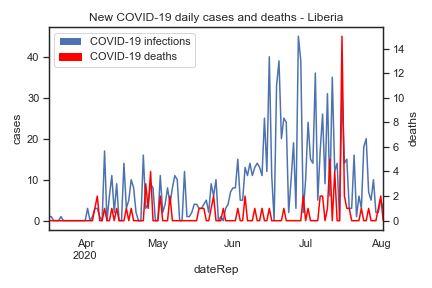 New COVID-19 daily cases and deaths - Liberia
COVID-19 infections
COVID-19 deaths
cases
40
30
20
10
0
14
12
10
8
6
4
2
0
deaths
Apr
2020
May
Jun
Jul
Aug
dateRep